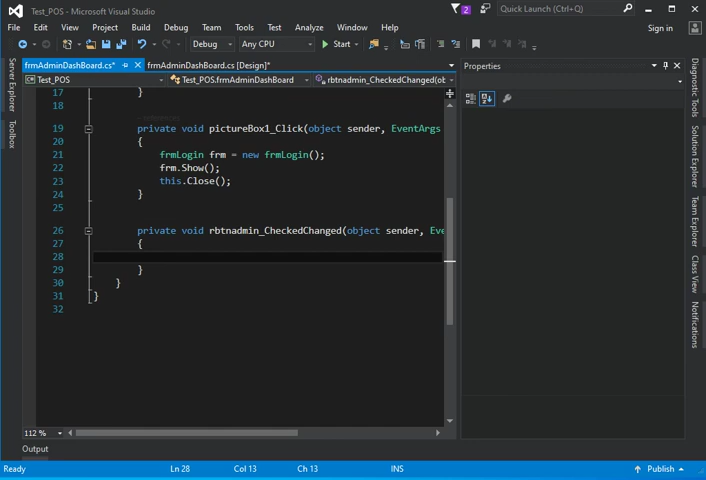 Test_POS - Microsoft Visual Studio
2
Quick Launch (Ctrl+Q)
File Edit View Project Build Debug Team Tools Test Analyze Window Help
Sign in
Debug Any CPU Start
frmAdminDashBoard.cs* frmAdminDashBoard.cs [Design]*
Test_POS Test_POS.frmAdminDashBoard rbtnadmin_CheckedChanged(ob
Properties
Server Explorer
Toolbox
Diagnostic Tools
Solution Explorer
Team Explorer
Class View
Notifications
17 }
18
19 private void pictureBox1_Click(object sender, EventArgs
20 {
21 frmLogin frm = new frmLogin();
22 frm.Show();
23 this.Close();
24 }
25
26 private void rbtnadmin_CheckedChanged(object sender, Eve
27 {
28
29 }
30 }
31 }
32
112 %
Output
Ready Ln 28 Col 13 Ch 13 INS Publish